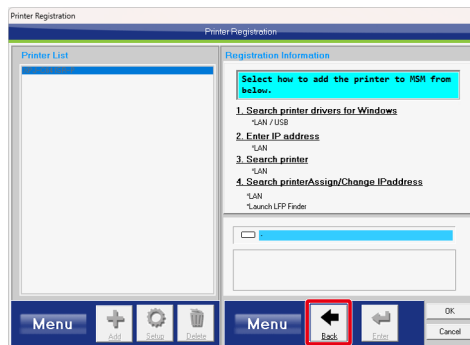 Printer Registration
Printer Registration
Printer List
Registration Information
Select how to add the printer to MSM from
below.
1. Search printer drivers for Windows
*LAN / USB
2. Enter IP address
*LAN
3. Search printer
*LAN
4. Search printerAssign/Change IPaddress
*LAN
*Launch LFP Finder
Menu
Add
Setup
Delete
Menu
Back
Enter
OK
Cancel